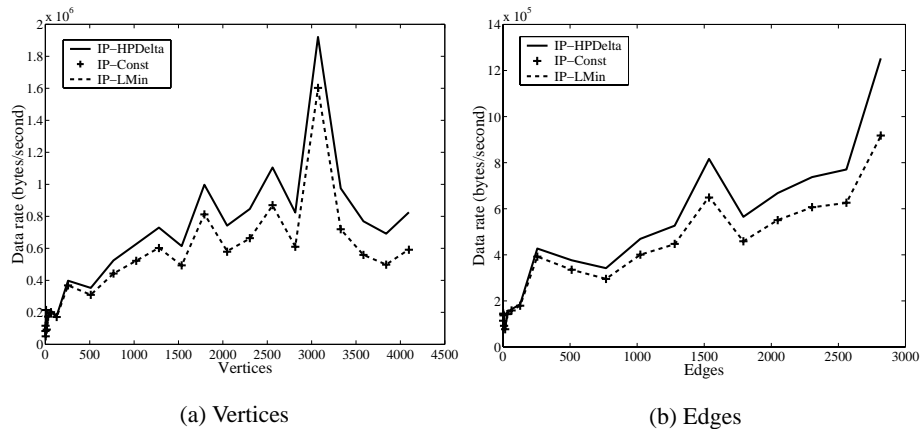 x 10^6
2
1.8
1.6
1.4
1.2
1
0.8
0.6
0.4
0.2
0
Data rate (bytes/second)
IP−HPDelta
IP−Const
IP−LMin
0 500 1000 1500 2000 2500 3000 3500 4000 4500
Vertices
(a) Vertices
x 10^5
14
12
10
8
6
4
2
0
Data rate (bytes/second)
IP−HPDelta
IP−Const
IP−LMin
0 500 1000 1500 2000 2500 3000
Edges
(b) Edges